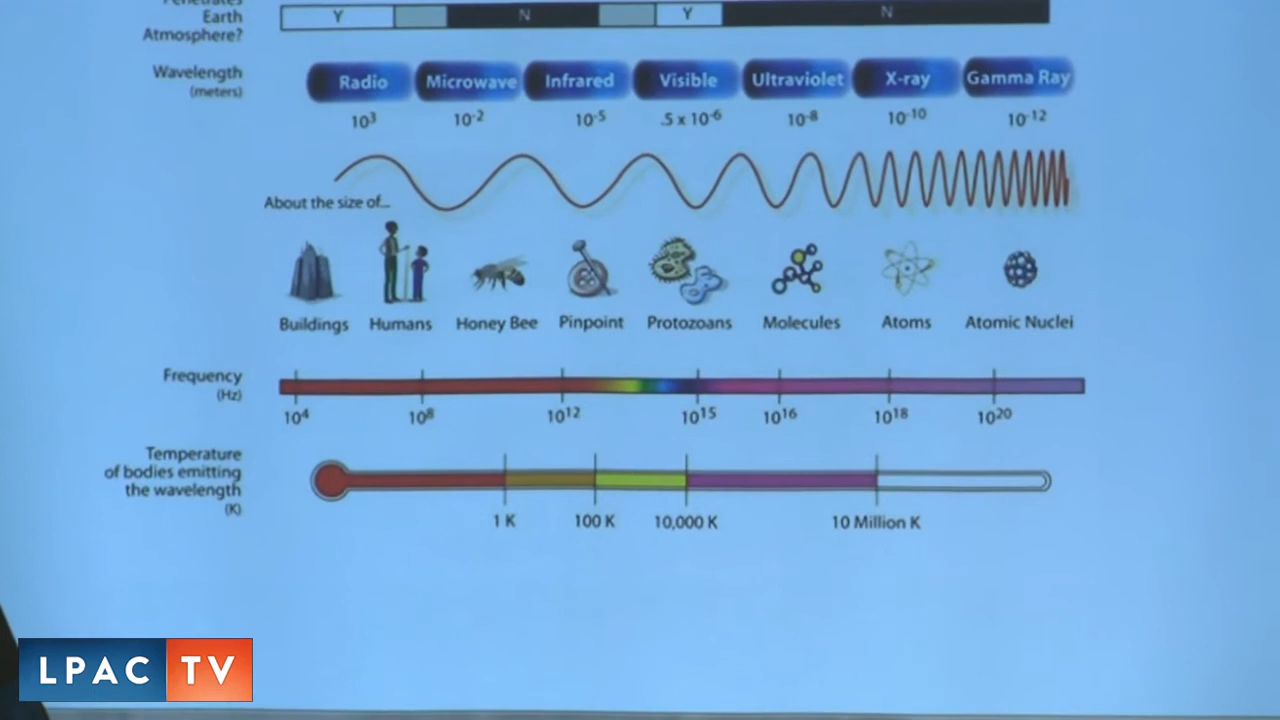 Penetrates
Earth
Atmosphere?
Y N Y N
Wavelength
(meters)
Radio Microwave Infrared Visible Ultraviolet X-ray Gamma Ray
10³ 10⁻² 10⁻⁵ .5 x 10⁻⁶ 10⁻⁸ 10⁻¹⁰ 10⁻¹²
About the size of...
Buildings Humans Honey Bee Pinpoint Protozoans Molecules Atoms Atomic Nuclei
Frequency
(Hz)
10⁴ 10⁸ 10¹² 10¹⁵ 10¹⁶ 10¹⁸ 10²⁰
Temperature
of bodies emitting
the wavelength
(K)
1 K 100 K 10,000 K 10 Million K
LPAC TV